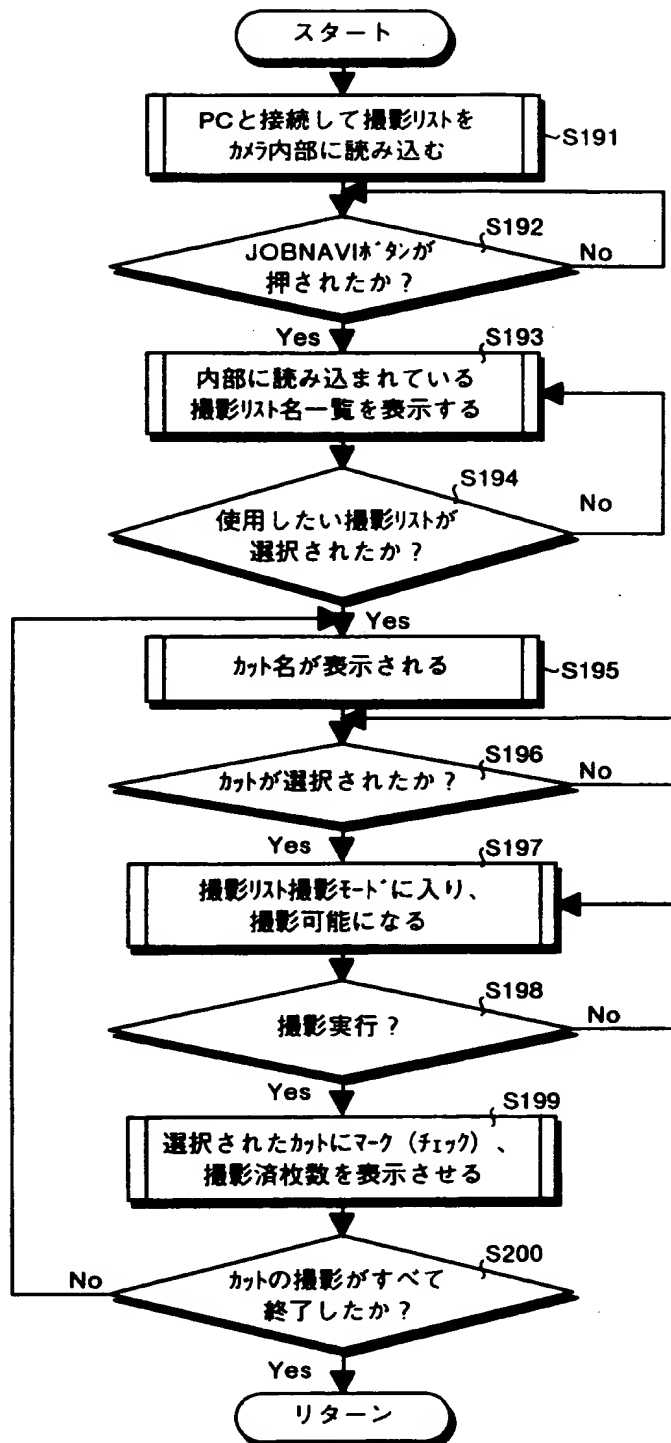 スタート
PCと接続して撮影リストを
カメラ内部に読み込む
S191
S192
JOBNAVIボタンが
押されたか？
No
Yes
S193
内部に読み込まれている
撮影リスト名一覧を表示する
S194
使用したい撮影リストが
選択されたか？
No
Yes
カット名が表示される
S195
S196
カットが選択されたか？
No
Yes
S197
撮影リスト撮影モードに入り、
撮影可能になる
S198
撮影実行？
No
Yes
S199
選択されたカットにマーク（チェック）、
撮影済枚数を表示させる
S200
カットの撮影がすべて
終了したか？
No
Yes
リターン